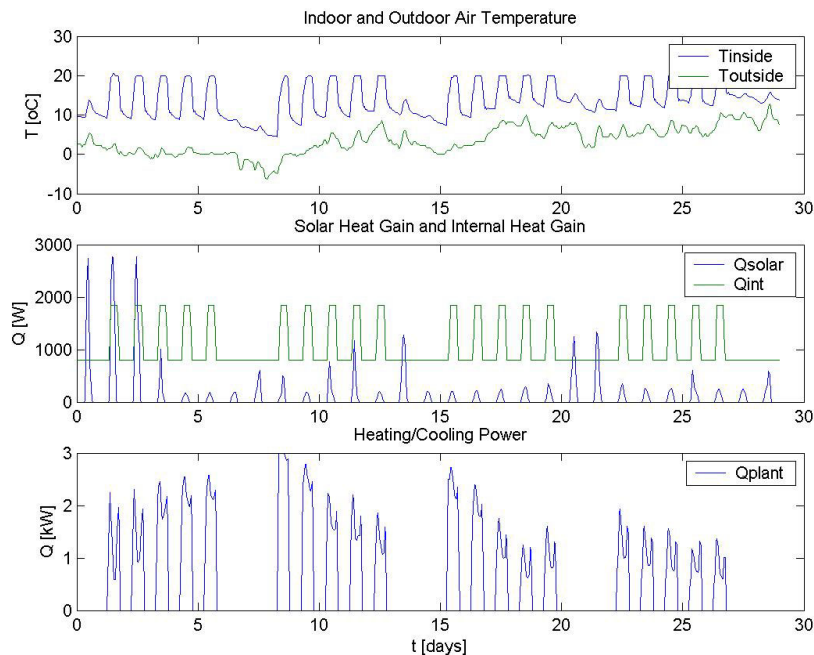 Indoor and Outdoor Air Temperature
30
20
10
0
-10
T [oC]
Tinside
Toutside
0 5 10 15 20 25 30
Solar Heat Gain and Internal Heat Gain
3000
2000
1000
0
Q [W]
Qsolar
Qint
0 5 10 15 20 25 30
Heating/Cooling Power
3
2
1
0
Q [kW]
Qplant
0 5 10 15 20 25 30
t [days]